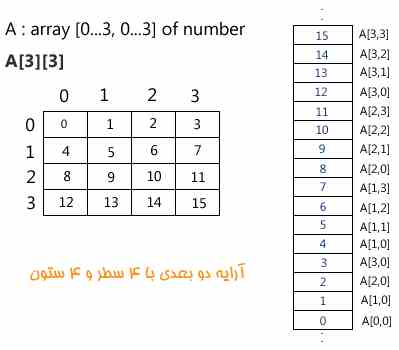 A : array [0...3, 0...3] of number
A[3][3]
0 1 2 3
0 0 1 2 3
1 4 5 6 7
2 8 9 10 11
3 12 13 14 15
آرایه دو بعدی با ۴ سطر و ۴ ستون
15 A[3,3]
14 A[3,2]
13 A[3,1]
12 A[3,0]
11 A[2,3]
10 A[2,2]
9 A[2,1]
8 A[2,0]
7 A[1,3]
6 A[1,2]
5 A[1,1]
4 A[1,0]
3 A[3,0]
2 A[2,0]
1 A[1,0]
0 A[0,0]